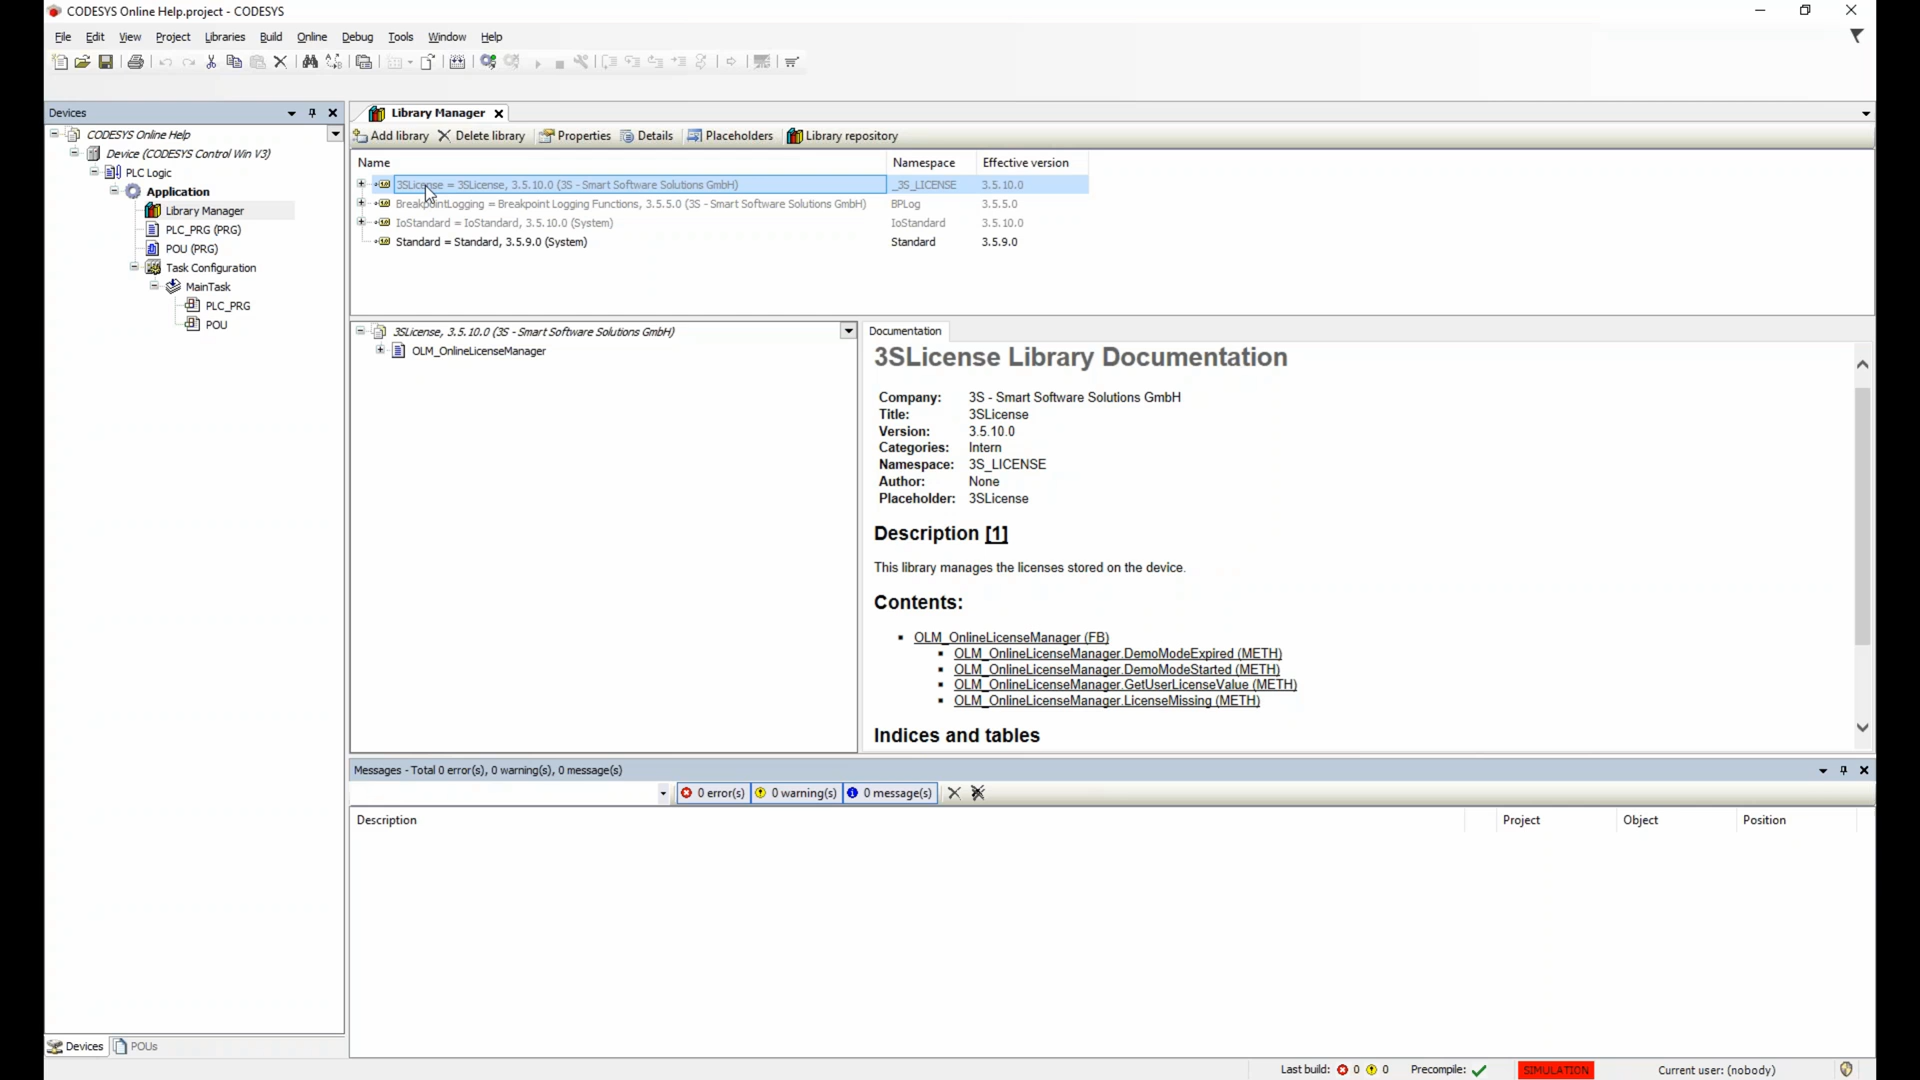 CODESYS Online Help.project - CODESYS
File Edit View Project Libraries Build Online Debug Tools Window Help
Devices
CODESYS Online Help
Device (CODESYS Control Win V3)
PLC Logic
Application
Library Manager
PLC_PRG (PRG)
POU (PRG)
Task Configuration
MainTask
PLC_PRG
POU
Devices POUs
Library Manager
Add library Delete library Properties Details Placeholders Library repository
Name Namespace Effective version
3SLicense = 3SLicense, 3.5.10.0 (3S - Smart Software Solutions GmbH) _3S_LICENSE 3.5.10.0
BreakpointLogging = Breakpoint Logging Functions, 3.5.5.0 (3S - Smart Software Solutions GmbH) BPLog 3.5.5.0
IoStandard = IoStandard, 3.5.10.0 (System) IoStandard 3.5.10.0
Standard = Standard, 3.5.9.0 (System) Standard 3.5.9.0
3SLicense, 3.5.10.0 (3S - Smart Software Solutions GmbH)
OLM_OnlineLicenseManager
Documentation
3SLicense Library Documentation
Company: 3S - Smart Software Solutions GmbH
Title: 3SLicense
Version: 3.5.10.0
Categories: Intern
Namespace: 3S_LICENSE
Author: None
Placeholder: 3SLicense
Description [1]
This library manages the licenses stored on the device.
Contents:
OLM_OnlineLicenseManager (FB)
OLM_OnlineLicenseManager.DemoModeExpired (METH)
OLM_OnlineLicenseManager.DemoModeStarted (METH)
OLM_OnlineLicenseManager.GetUserLicenseValue (METH)
OLM_OnlineLicenseManager.LicenseMissing (METH)
Indices and tables
Messages - Total 0 error(s), 0 warning(s), 0 message(s)
0 error(s) 0 warning(s) 0 message(s)
Description Project Object Position
Last build: 0 0 Precompile: SIMULATION Current user: (nobody)